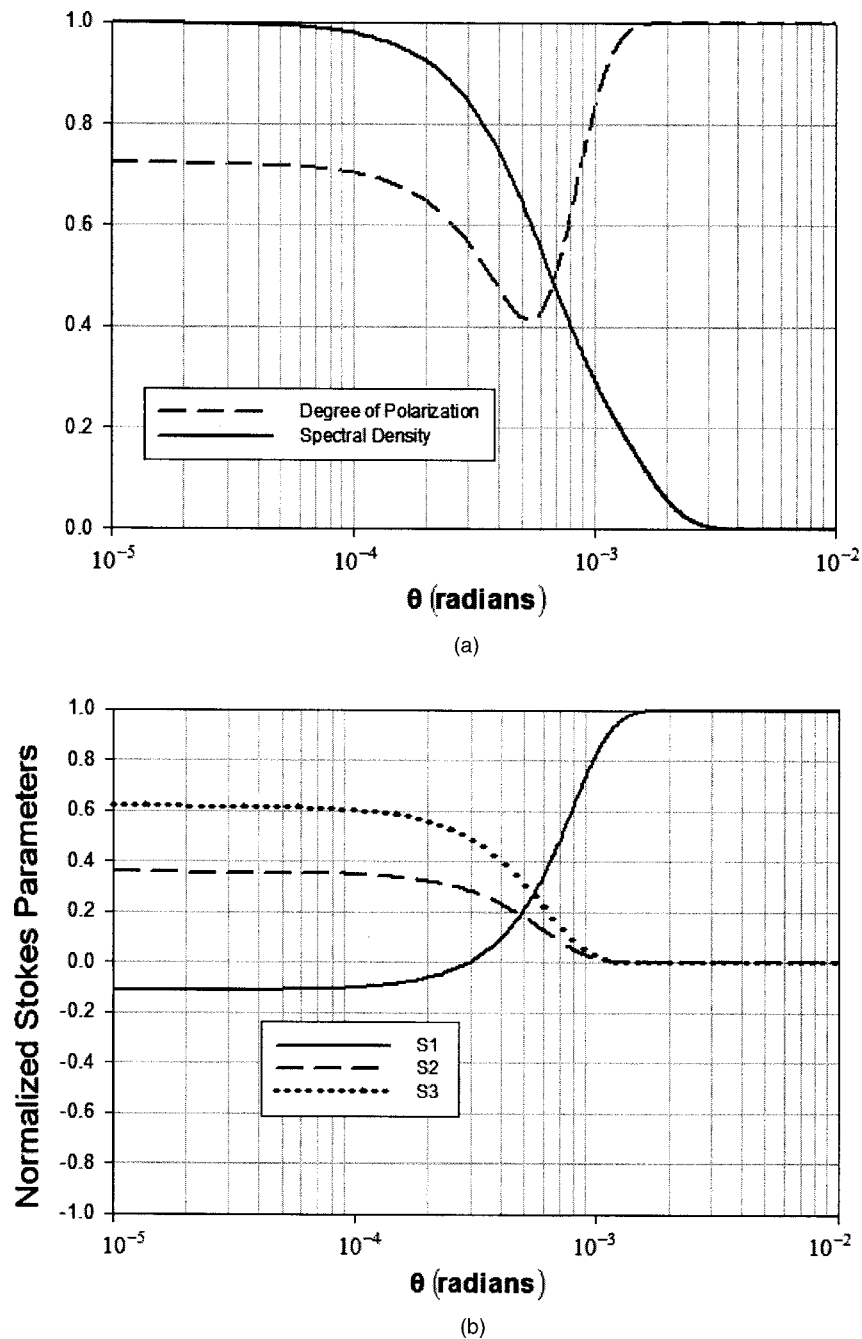 1.0
0.8
0.6
0.4
0.2
0.0
Degree of Polarization
Spectral Density
10⁻⁵ 10⁻⁴ 10⁻³ 10⁻²
θ (radians)
(a)
Normalized Stokes Parameters
1.0
0.8
0.6
0.4
0.2
0.0
-0.2
-0.4
-0.6
-0.8
-1.0
S1
S2
S3
10⁻⁵ 10⁻⁴ 10⁻³ 10⁻²
θ (radians)
(b)